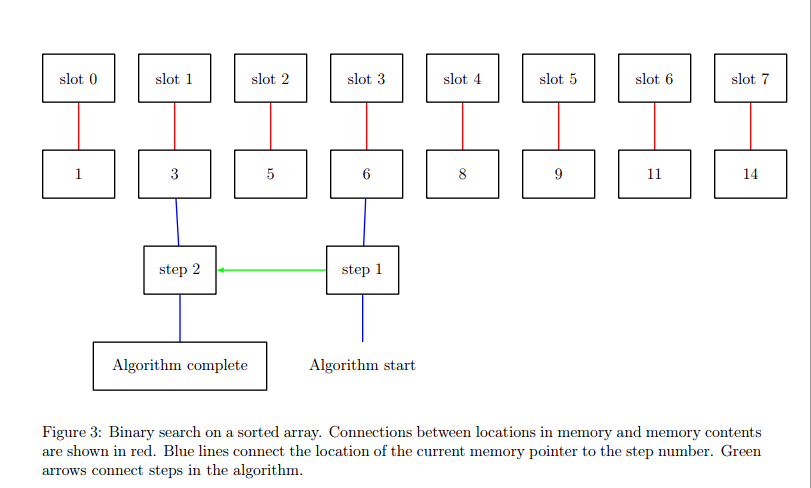 slot 0 slot 1 slot 2 slot 3 slot 4 slot 5 slot 6 slot 7
1 3 5 6 8 9 11 14
step 2 step 1
Algorithm complete Algorithm start
Figure 3: Binary search on a sorted array. Connections between locations in memory and memory contents
are shown in red. Blue lines connect the location of the current memory pointer to the step number. Green
arrows connect steps in the algorithm.